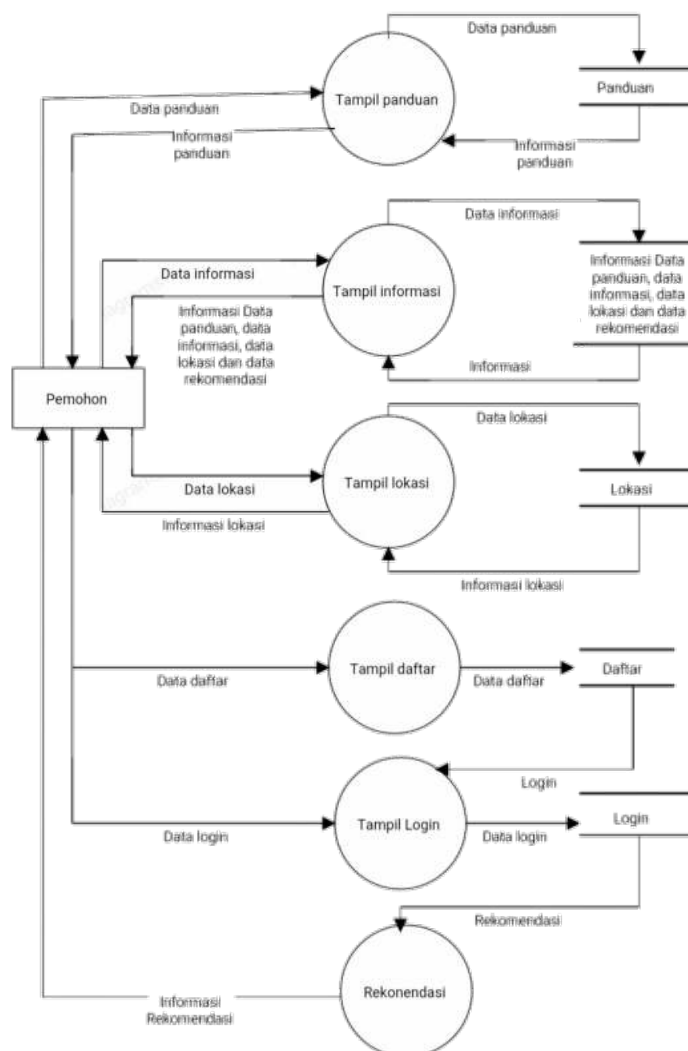 Data panduan
Tampil panduan
Panduan
Data panduan
Informasi
panduan
Informasi
panduan
Data informasi
Data informasi
Tampil informasi
Informasi Data
panduan, data
informasi, data
lokasi dan data
rekomendasi
Informasi Data
panduan, data
informasi, data
lokasi dan data
rekomendasi
Informasi
Pemohon
Data lokasi
Tampil lokasi
Data lokasi
Lokasi
Informasi lokasi
Informasi lokasi
Tampil daftar
Daftar
Data daftar
Data daftar
Login
Tampil Login
Login
Data login
Data login
Rekomendasi
Rekonendasi
Informasi
Rekomendasi